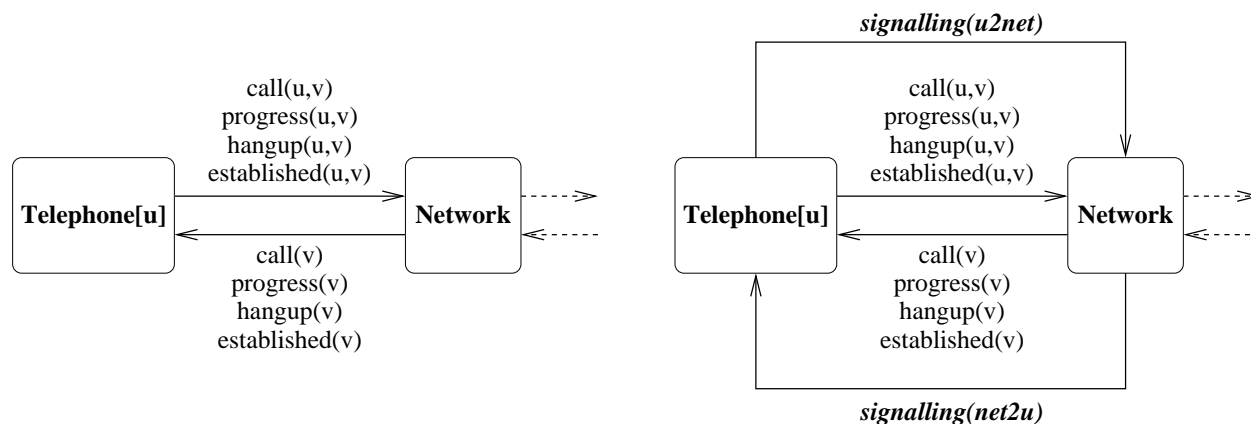 call(u,v)
progress(u,v)
hangup(u,v)
established(u,v)
Telephone[u]
Network
call(v)
progress(v)
hangup(v)
established(v)
signalling(u2net)
call(u,v)
progress(u,v)
hangup(u,v)
established(u,v)
Telephone[u]
Network
call(v)
progress(v)
hangup(v)
established(v)
signalling(net2u)